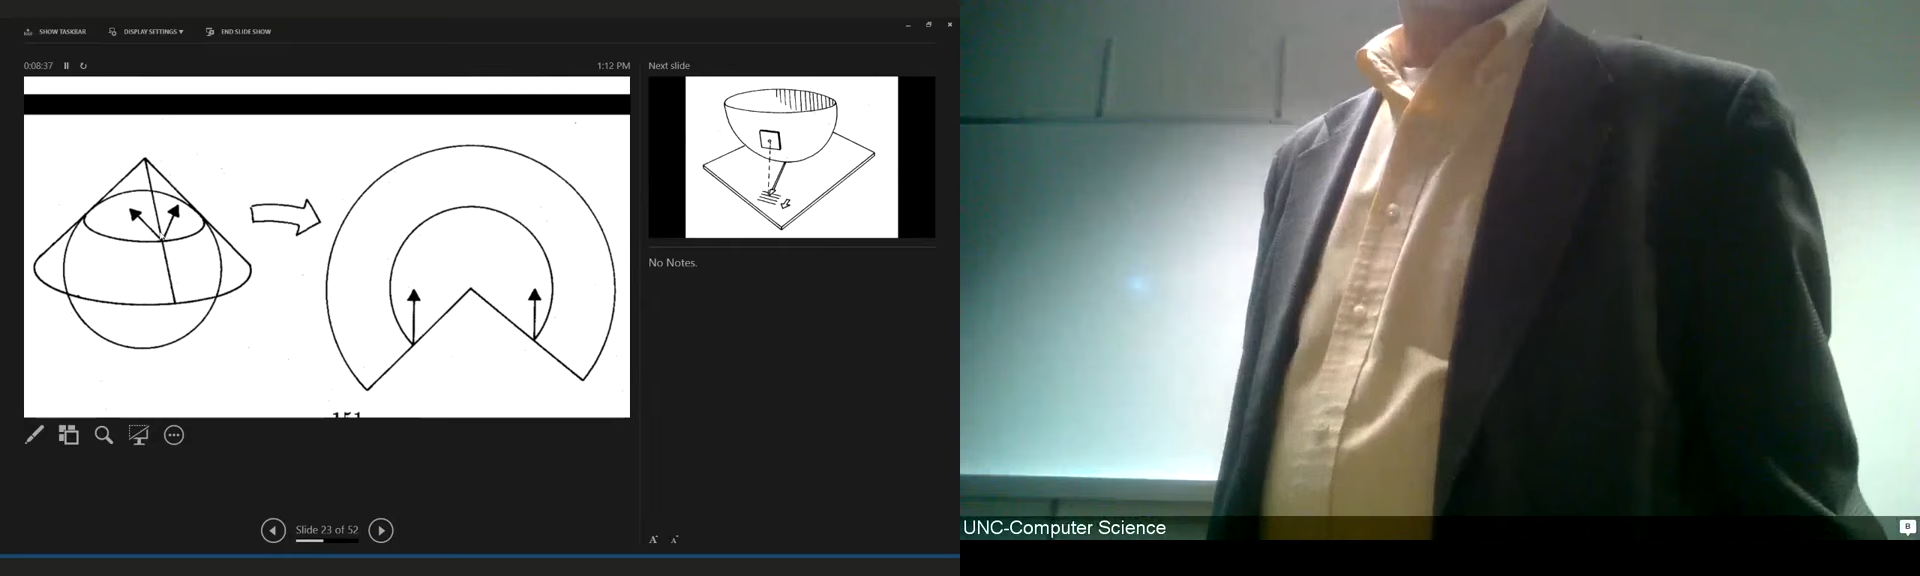 SHOW TASKBAR DISPLAY SETTINGS ▾ END SLIDE SHOW
0:08:37 1:12 PM Next slide
No Notes.
151
Slide 23 of 52
A A
UNC-Computer Science
B